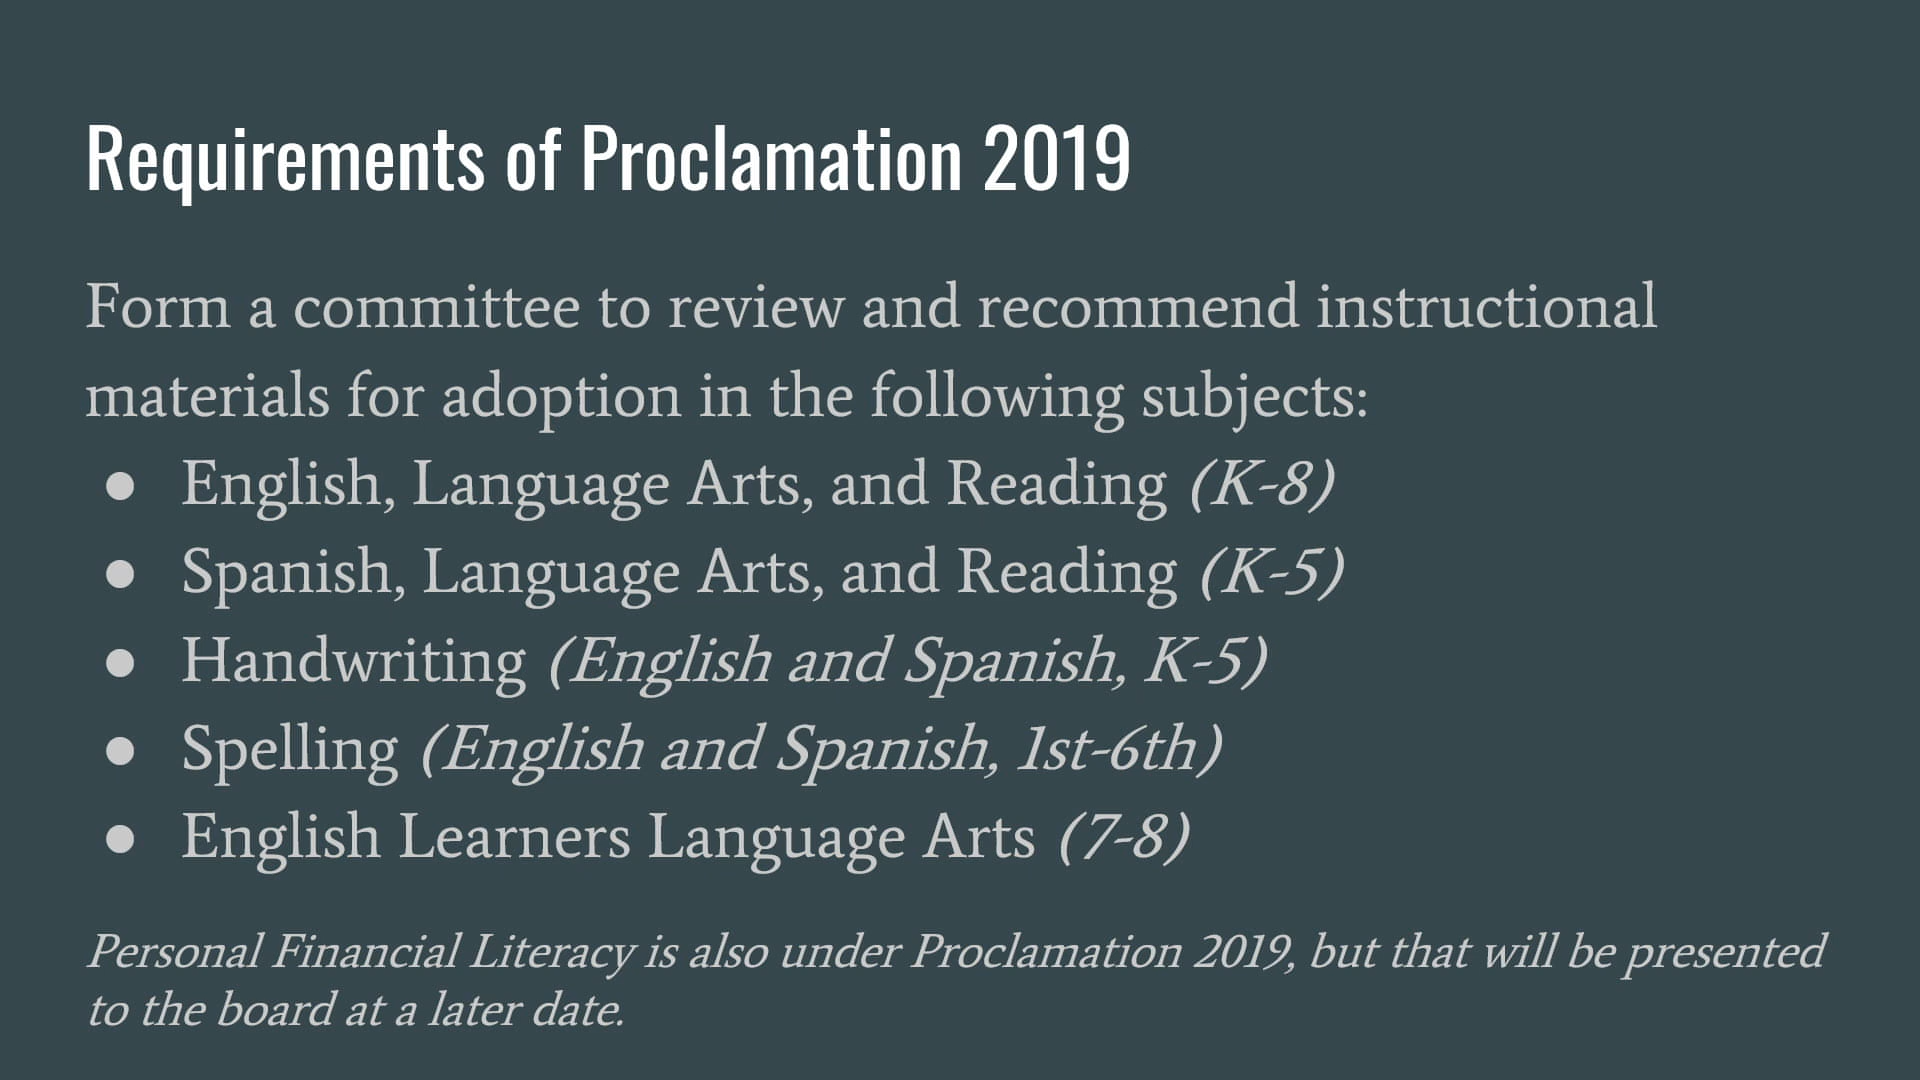 Requirements of Proclamation 2019
Form a committee to review and recommend instructional
materials for adoption in the following subjects:
● English, Language Arts, and Reading (K-8)
● Spanish, Language Arts, and Reading (K-5)
● Handwriting (English and Spanish, K-5)
● Spelling (English and Spanish, 1st-6th)
● English Learners Language Arts (7-8)
Personal Financial Literacy is also under Proclamation 2019, but that will be presented
to the board at a later date.